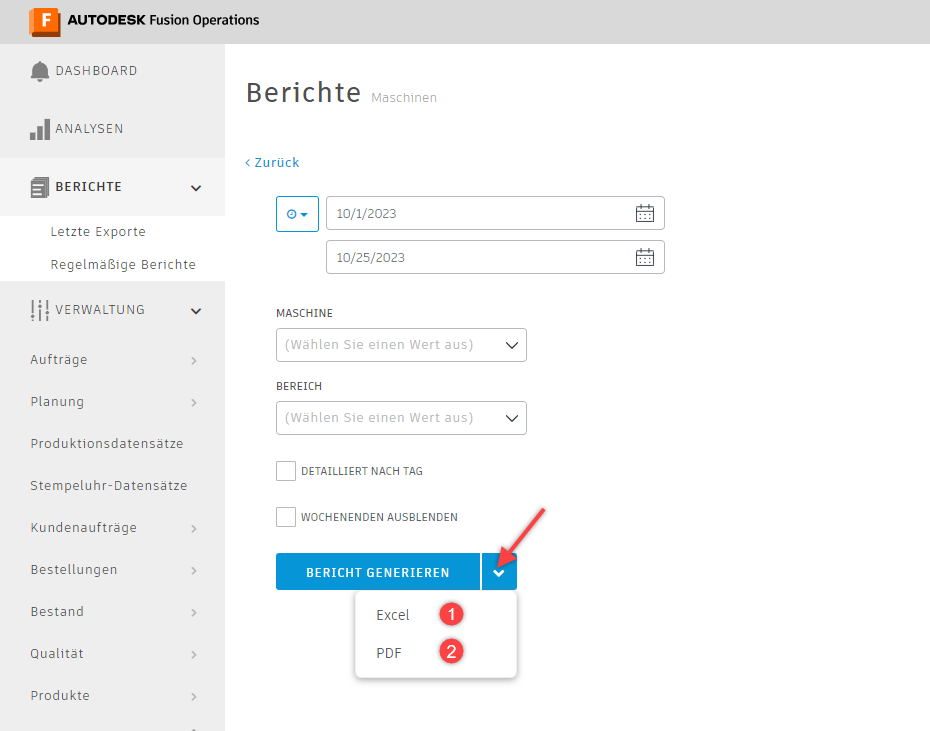 F AUTODESK Fusion Operations
DASHBOARD
ANALYSEN
BERICHTE
Letzte Exporte
Regelmäßige Berichte
VERWALTUNG
Aufträge
Planung
Produktionsdatensätze
Stempeluhr-Datensätze
Kundenaufträge
Bestellungen
Bestand
Qualität
Produkte
Berichte Maschinen
< Zurück
10/1/2023
10/25/2023
MASCHINE
(Wählen Sie einen Wert aus)
BEREICH
(Wählen Sie einen Wert aus)
DETAILLIERT NACH TAG
WOCHENENDEN AUSBLENDEN
BERICHT GENERIEREN
Excel 1
PDF 2